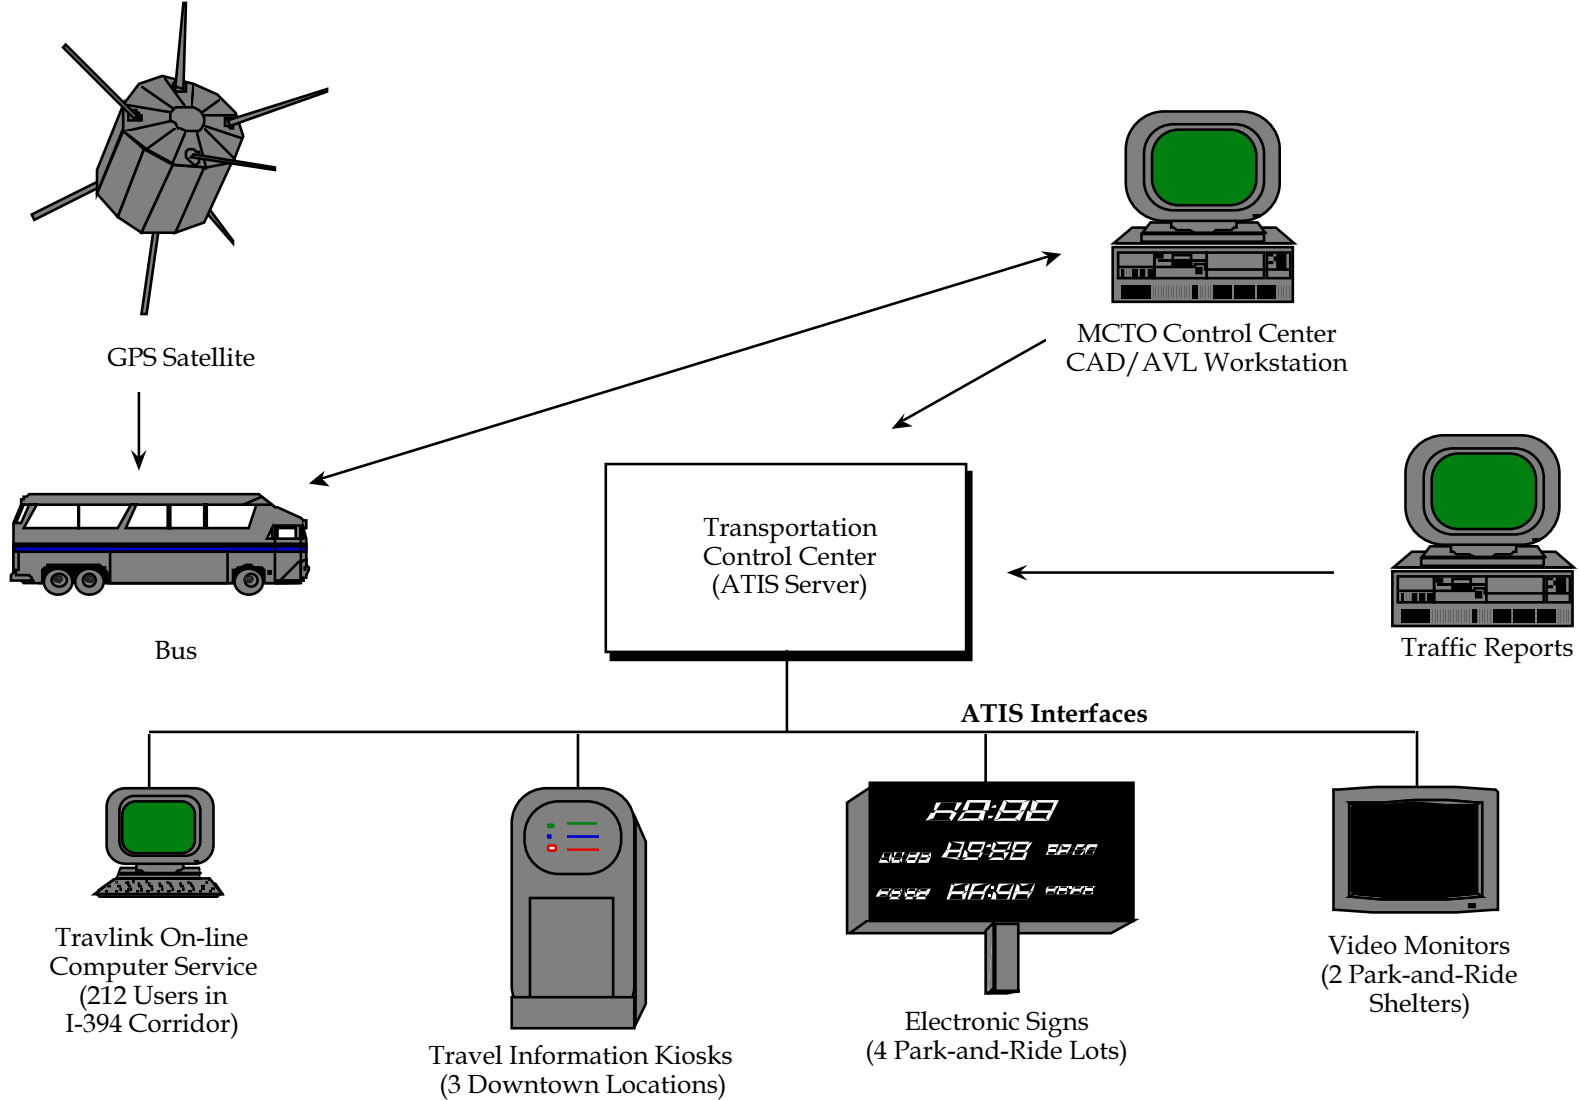 GPS Satellite
MCTO Control Center
CAD/AVL Workstation
Transportation
Control Center
(ATIS Server)
Bus
Traffic Reports
ATIS Interfaces
Travlink On-line
Computer Service
(212 Users in
I-394 Corridor)
Travel Information Kiosks
(3 Downtown Locations)
Electronic Signs
(4 Park-and-Ride Lots)
Video Monitors
(2 Park-and-Ride
Shelters)